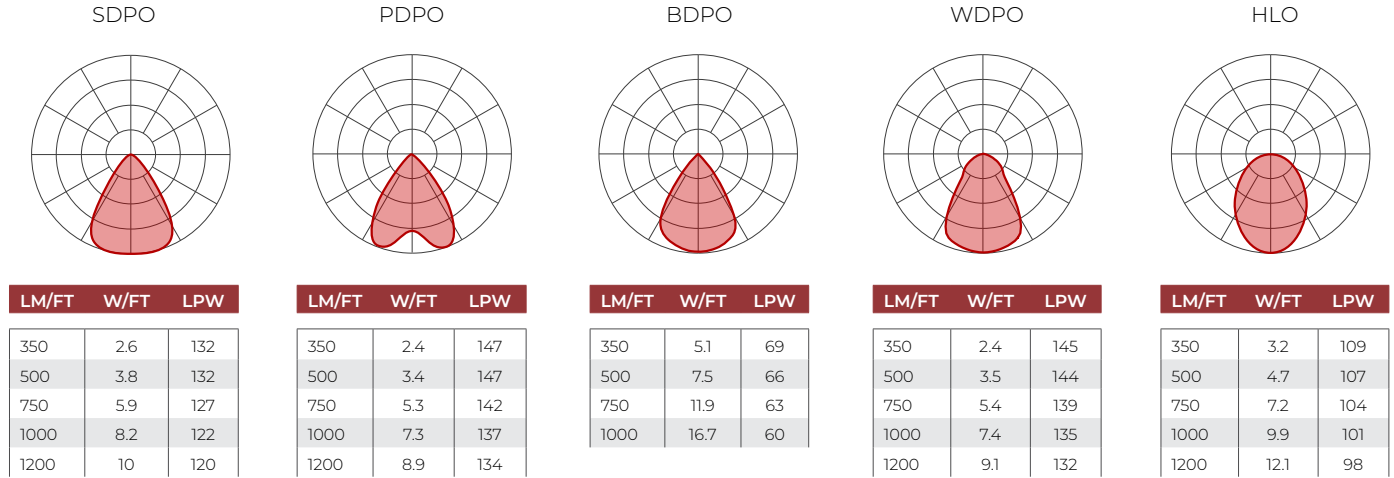 SDPO PDPO BDPO WDPO HLO
LM/FT W/FT LPW LM/FT W/FT LPW LM/FT W/FT LPW LM/FT W/FT LPW LM/FT W/FT LPW
350 2.6 132 350 2.4 147 350 5.1 69 350 2.4 145 350 3.2 109
500 3.8 132 500 3.4 147 500 7.5 66 500 3.5 144 500 4.7 107
750 5.9 127 750 5.3 142 750 11.9 63 750 5.4 139 750 7.2 104
1000 8.2 122 1000 7.3 137 1000 16.7 60 1000 7.4 135 1000 9.9 101
1200 10 120 1200 8.9 134 1200 9.1 132 1200 12.1 98